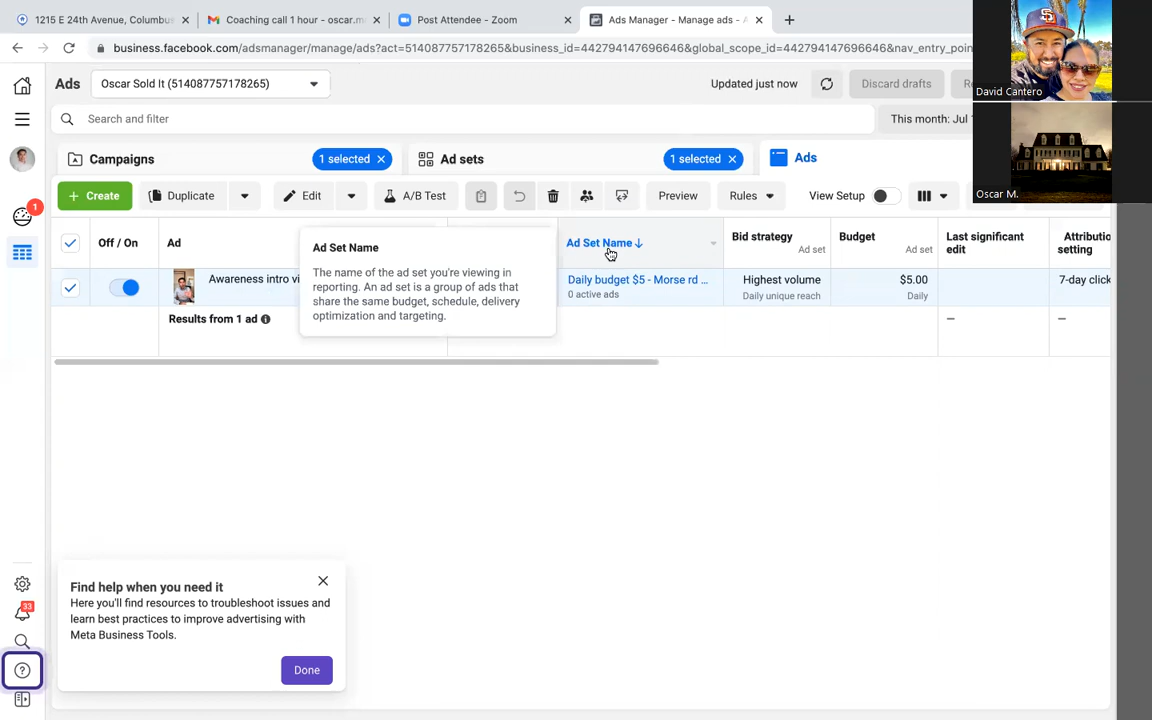 1215 E 24th Avenue, Columbus
Coaching call 1 hour - oscar.m
Post Attendee - Zoom
Ads Manager - Manage ads - A
business.facebook.com/adsmanager/manage/ads?act=514087757178265&business_id=442794147696646&global_scope_id=442794147696646&nav_entry_poin
David Cantero
Oscar M.
Ads
Oscar Sold It (514087757178265)
Updated just now
Discard drafts
Search and filter
This month: Jul
Campaigns
1 selected
Ad sets
1 selected
Ads
Create
Duplicate
Edit
A/B Test
Preview
Rules
View Setup
Off / On
Ad
Ad Set Name
Bid strategy
Ad set
Budget
Ad set
Last significant
edit
Attributio
setting
1
Awareness intro vi
Daily budget $5 - Morse rd ...
0 active ads
Highest volume
Daily unique reach
$5.00
Daily
7-day click
Results from 1 ad
—
—
Ad Set Name
The name of the ad set you're viewing in
reporting. An ad set is a group of ads that
share the same budget, schedule, delivery
optimization and targeting.
Find help when you need it
Here you'll find resources to troubleshoot issues and
learn best practices to improve advertising with
Meta Business Tools.
Done
33